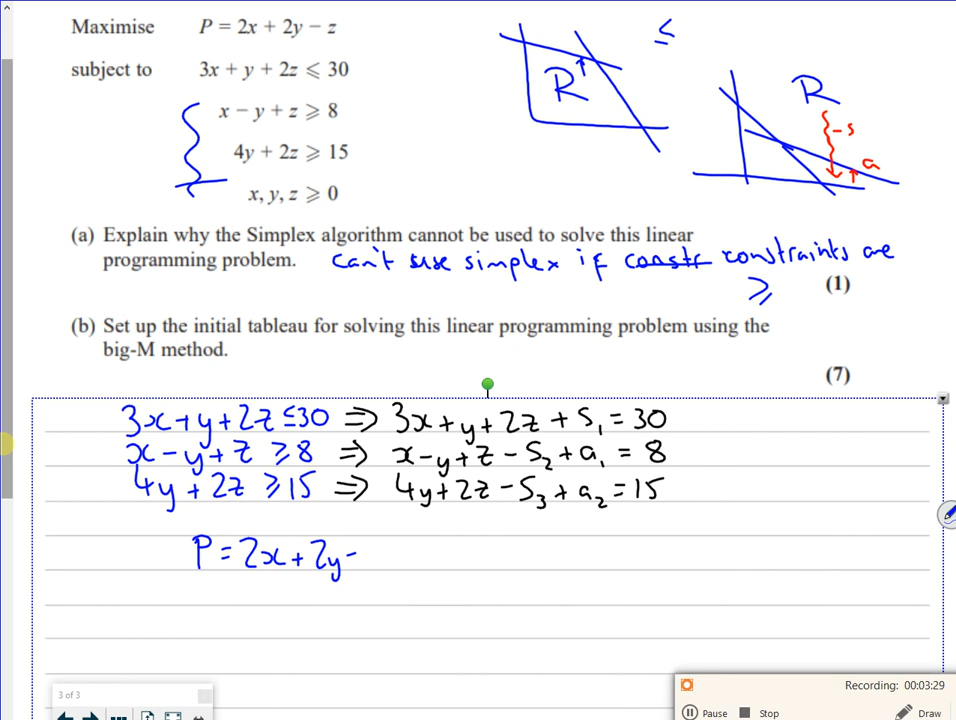 Maximise P = 2x + 2y − z
subject to 3x + y + 2z ⩽ 30
x − y + z ⩾ 8
4y + 2z ⩾ 15
x, y, z ⩾ 0
≤
R
R
-s
a
(a) Explain why the Simplex algorithm cannot be used to solve this linear
programming problem. can't use simplex if constr constraints are
≥
(1)
(b) Set up the initial tableau for solving this linear programming problem using the
big-M method.
(7)
3x + y + 2z ≤ 30 ⇒ 3x + y + 2z + S₁ = 30
x − y + z ≥ 8 ⇒ x − y + z − S₂ + a₁ = 8
4y + 2z ≥ 15 ⇒ 4y + 2z − S₃ + a₂ = 15
P = 2x + 2y -
3 of 3
Recording: 00:03:29
Pause Stop Draw